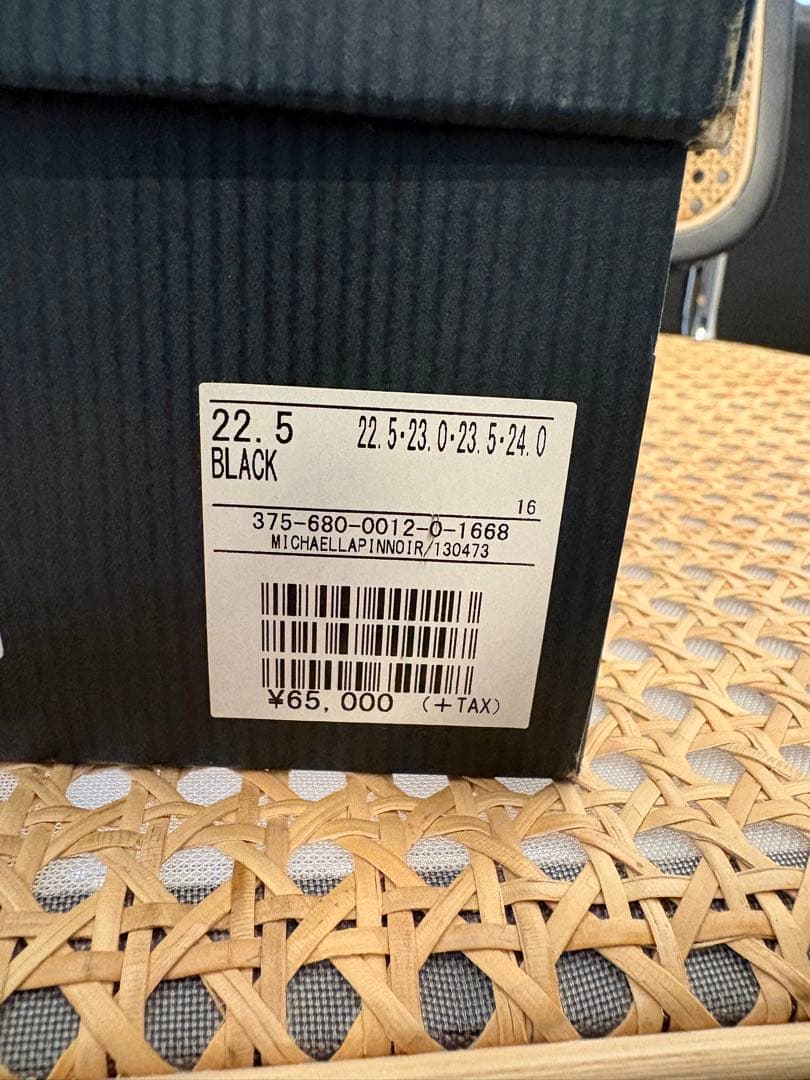 22.5 22.5·23.0·23.5·24.0
BLACK
16
375-680-0012-0-1668
MICHAELLAPINNOIR/130473
¥65,000 (+TAX)